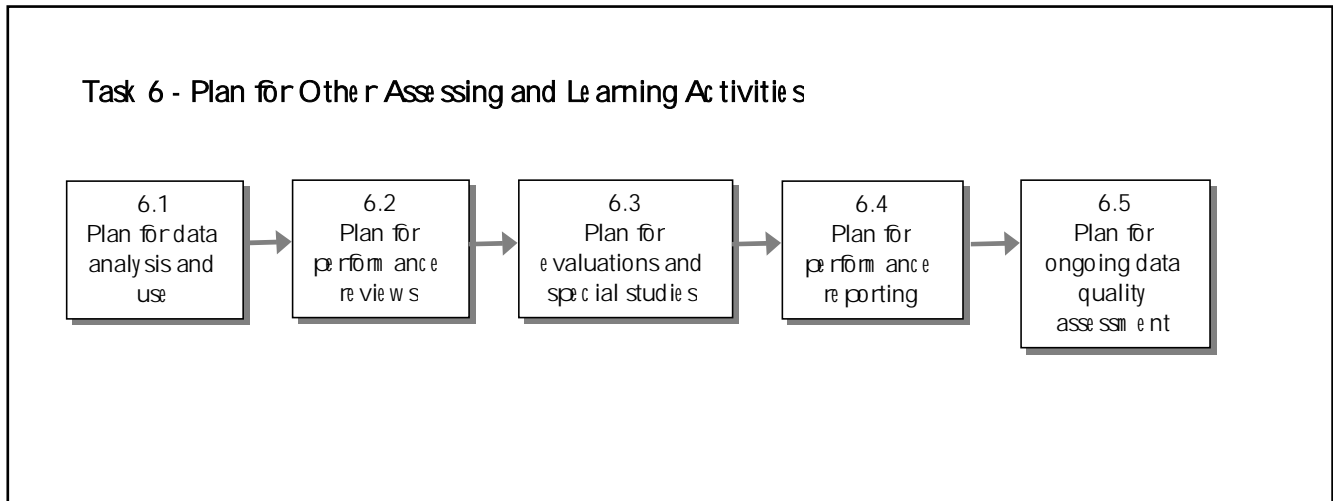 Task 6 - Plan for Other Assessing and Learning Activities
6.1
Plan for data
analysis and
use
6.2
Plan for
performance
reviews
6.3
Plan for
evaluations and
special studies
6.4
Plan for
performance
reporting
6.5
Plan for
ongoing data
quality
assessment